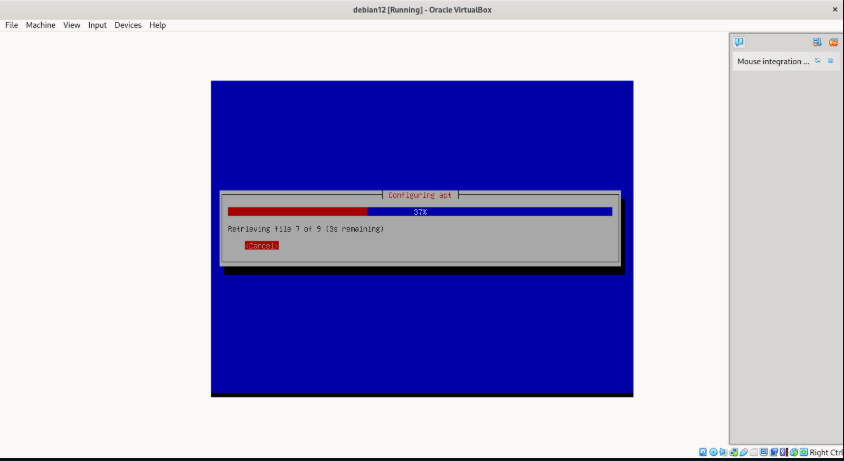 debian12 [Running] - Oracle VirtualBox
File Machine View Input Devices Help
Mouse integration ...
Configuring apt
37%
Retrieving file 7 of 9 (3s remaining)
<Cancel>
Right Ctrl